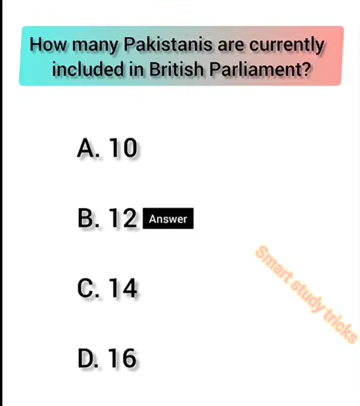 How many Pakistanis are currently
included in British Parliament?
A. 10
B. 12 Answer
C. 14
D. 16
Smart study tricks